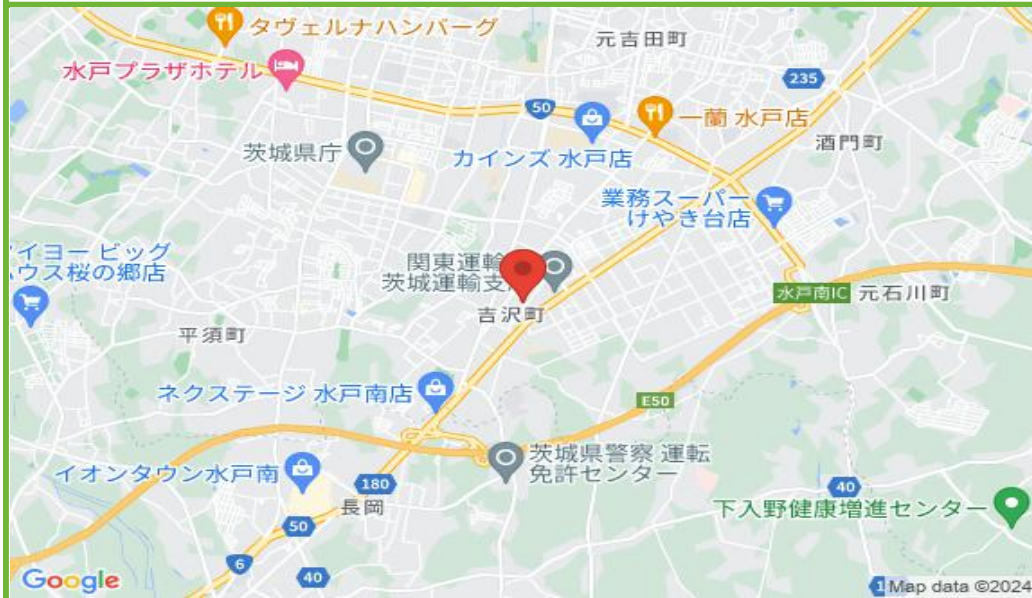 タヴェルナハンバーグ
元吉田町
水戸プラザホテル
235
50
一蘭 水戸店
酒門町
茨城県庁
カインズ 水戸店
業務スーパー
けやき台店
イヨー ビッグ
ウス桜の郷店
関東運輸
茨城運輸支
水戸南IC
元石川町
吉沢町
平須町
ネクステージ 水戸南店
E50
茨城県警察 運転
免許センター
イオンタウン水戸南
180
40
長岡
下入野健康増進センター
50
6
40
Google
Map data ©2024